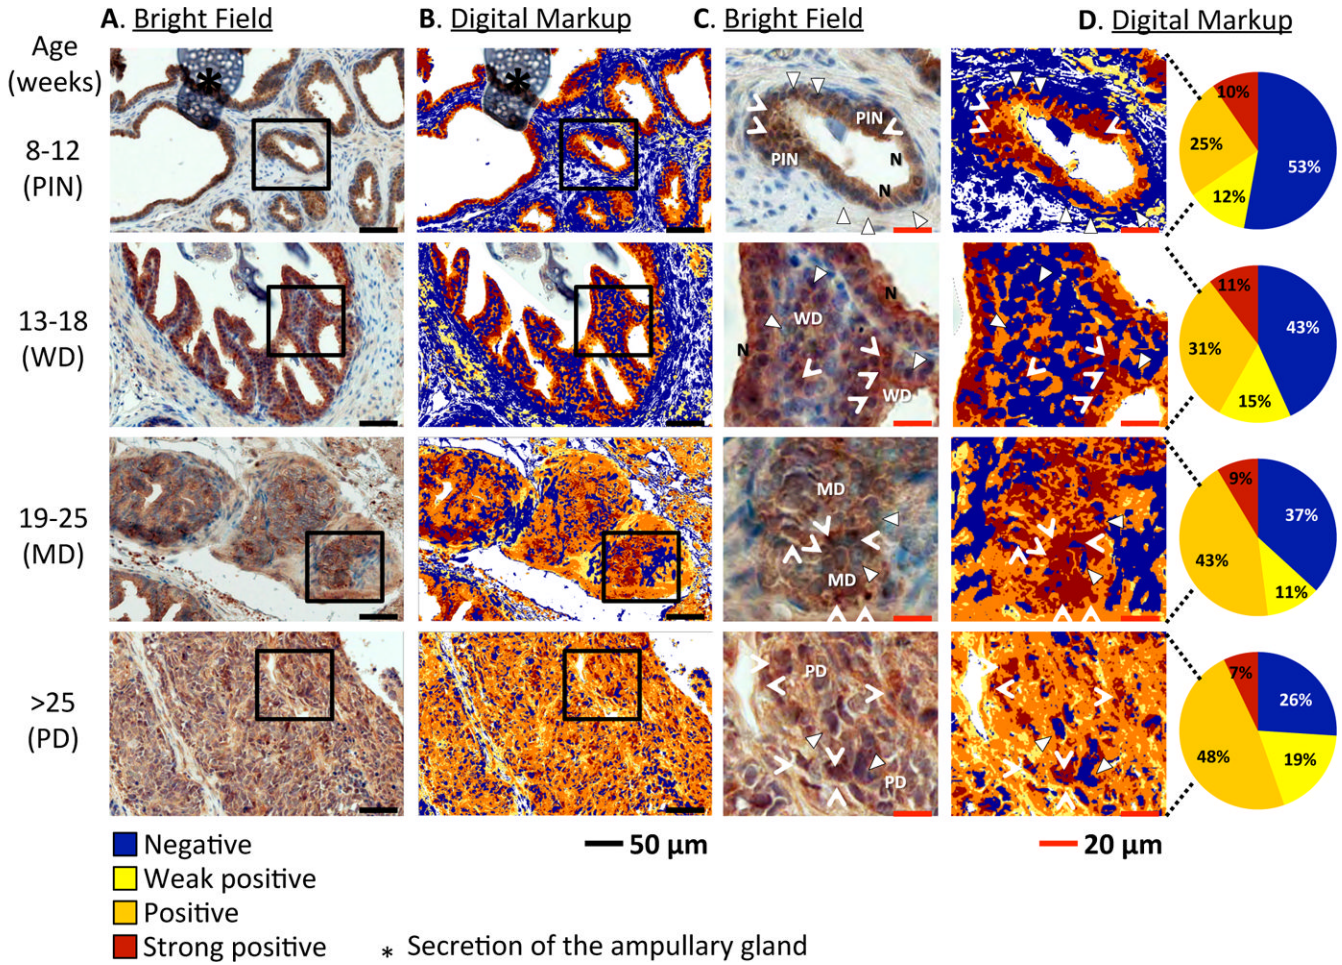 A. Bright Field B. Digital Markup C. Bright Field D. Digital Markup
Age
(weeks)
8-12
(PIN)
*
*
PIN
PIN
N
N
10%
25%
12%
53%
13-18
(WD)
N
WD
N
WD
11%
31%
15%
43%
19-25
(MD)
MD
MD
9%
43%
11%
37%
>25
(PD)
PD
PD
7%
48%
19%
26%
Negative
Weak positive
Positive
Strong positive
50 µm
20 µm
* Secretion of the ampullary gland